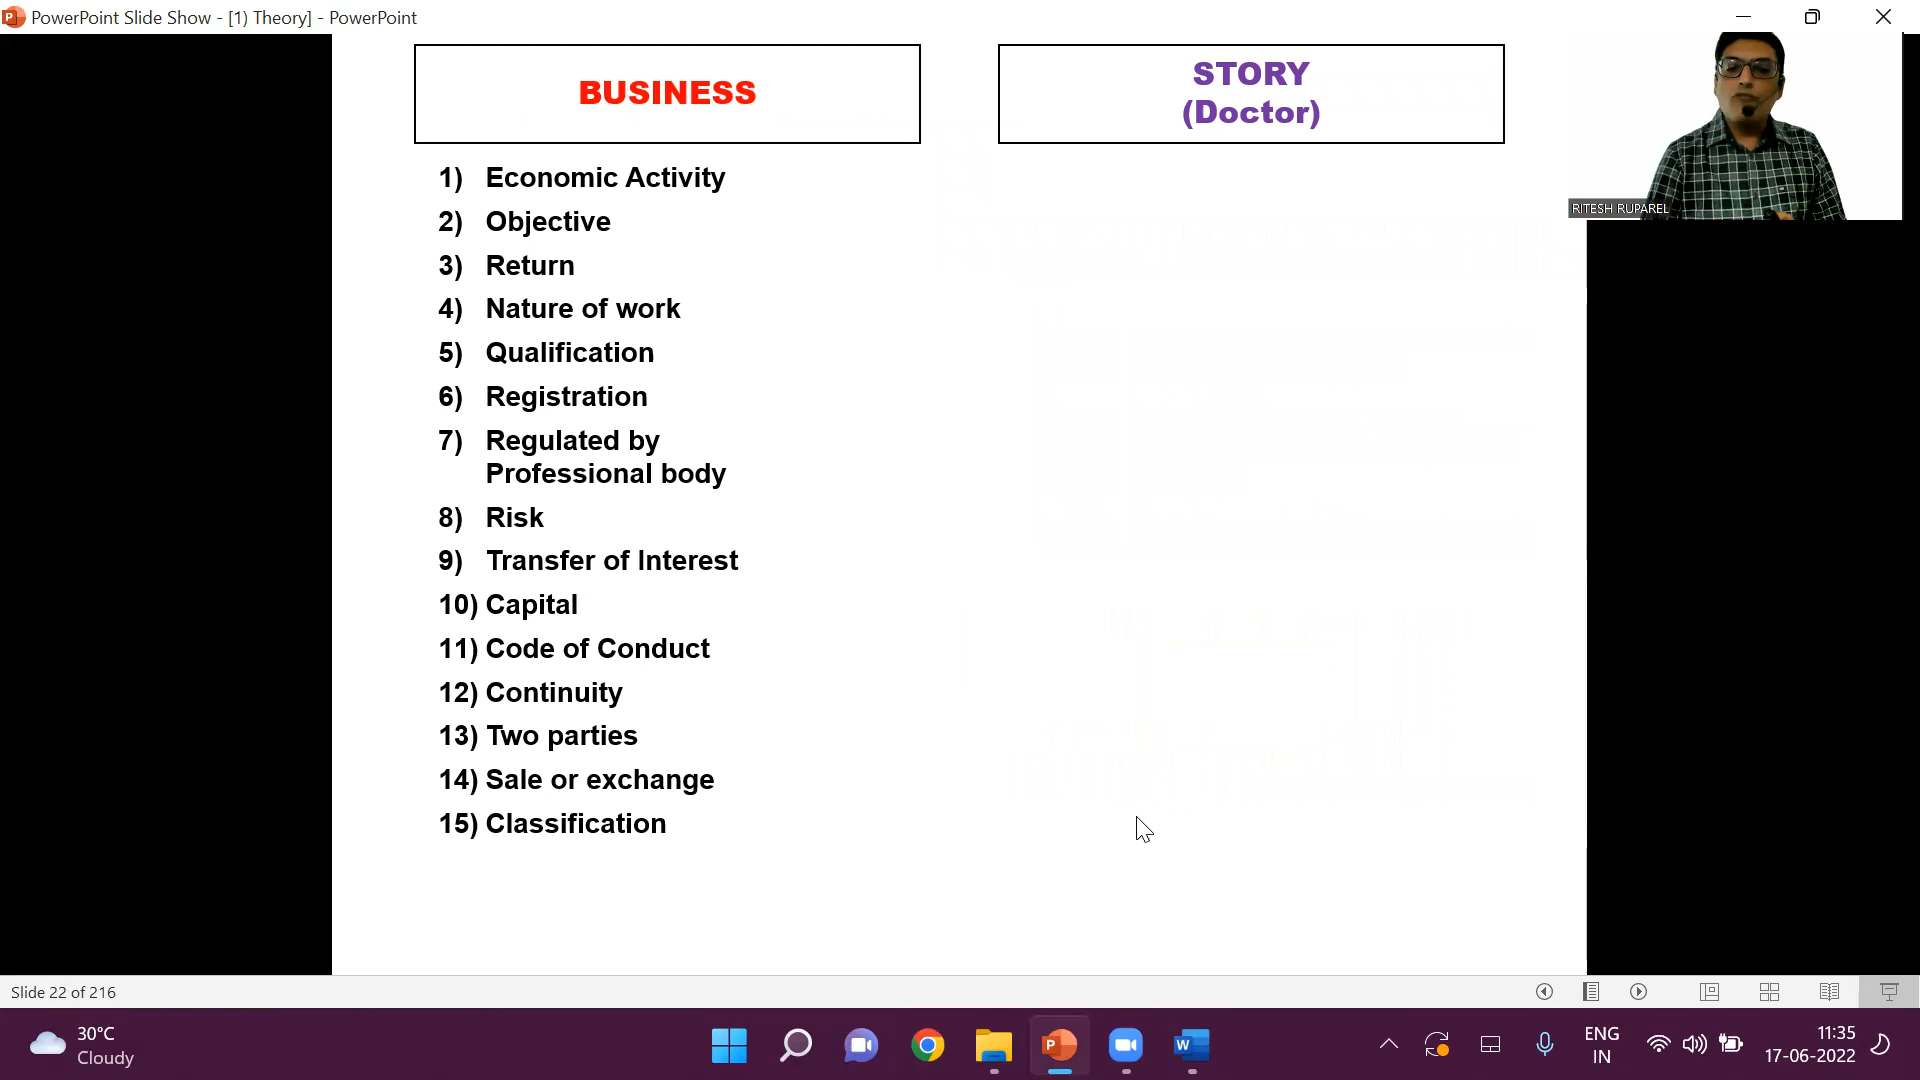 PowerPoint Slide Show - [1) Theory] - PowerPoint
BUSINESS
STORY
(Doctor)
RITESH RUPAREL
1) Economic Activity
2) Objective
3) Return
4) Nature of work
5) Qualification
6) Registration
7) Regulated by
Professional body
8) Risk
9) Transfer of Interest
10) Capital
11) Code of Conduct
12) Continuity
13) Two parties
14) Sale or exchange
15) Classification
Slide 22 of 216
30°C
Cloudy
ENG
IN
11:35
17-06-2022